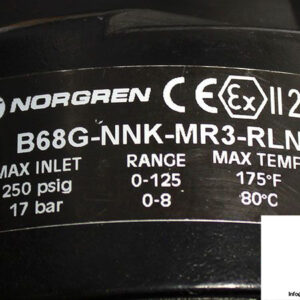 NORGREN CE Ex II 2
B68G-NNK-MR3-RLN
MAX INLET RANGE MAX TEMP
250 psig 0-125 175°F
17 bar 0-8 80°C